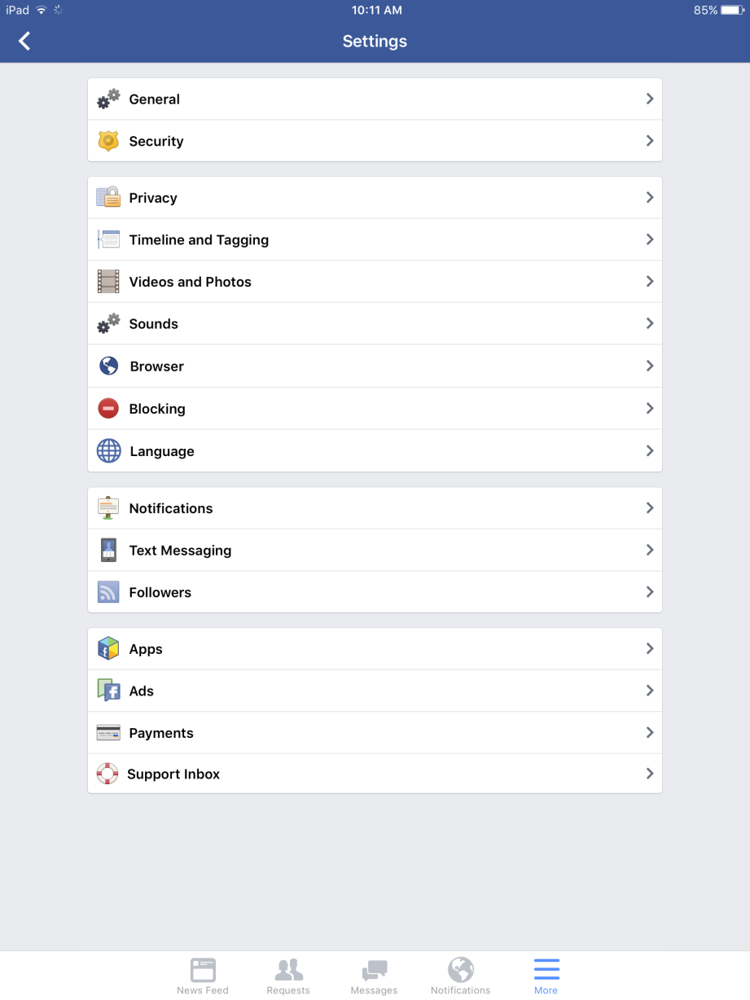 iPad 10:11 AM 85%
Settings
General
Security
Privacy
Timeline and Tagging
Videos and Photos
Sounds
Browser
Blocking
Language
Notifications
Text Messaging
Followers
Apps
Ads
Payments
Support Inbox
News Feed Requests Messages Notifications More